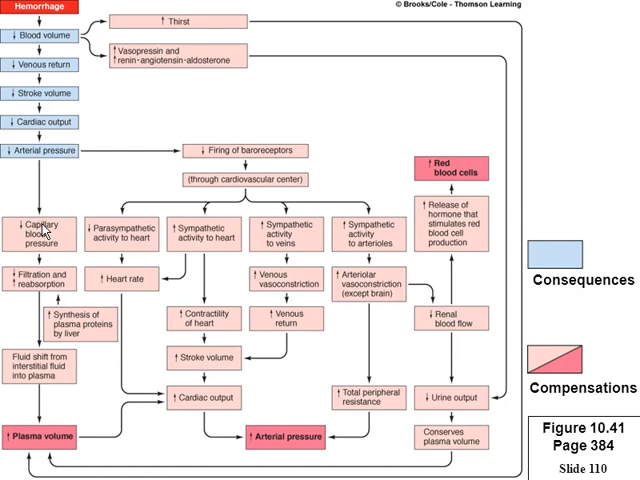 Hemorrhage
© Brooks/Cole - Thomson Learning
↓ Blood volume
↑ Thirst
↑ Vasopressin and
↑ renin-angiotensin-aldosterone
↓ Venous return
↓ Stroke volume
↓ Cardiac output
↓ Arterial pressure
↓ Firing of baroreceptors
(through cardiovascular center)
↑ Red
blood cells
↓ Capillary
blood
pressure
↓ Parasympathetic
activity to heart
↑ Sympathetic
activity to heart
↑ Sympathetic
activity
to veins
↑ Sympathetic
activity
to arterioles
↑ Release of
hormone that
stimulates red
blood cell
production
↓ Filtration and
↑ reabsorption
↑ Heart rate
↑ Venous
vasoconstriction
↑ Arteriolar
vasoconstriction
(except brain)
↑ Synthesis of
plasma proteins
by liver
↑ Contractility
of heart
↑ Venous
return
↓ Renal
blood flow
Fluid shift from
interstitial fluid
into plasma
↑ Stroke volume
↑ Cardiac output
↑ Total peripheral
resistance
↓ Urine output
↑ Plasma volume
↑ Arterial pressure
Conserves
plasma volume
Consequences
Compensations
Figure 10.41
Page 384
Slide 110